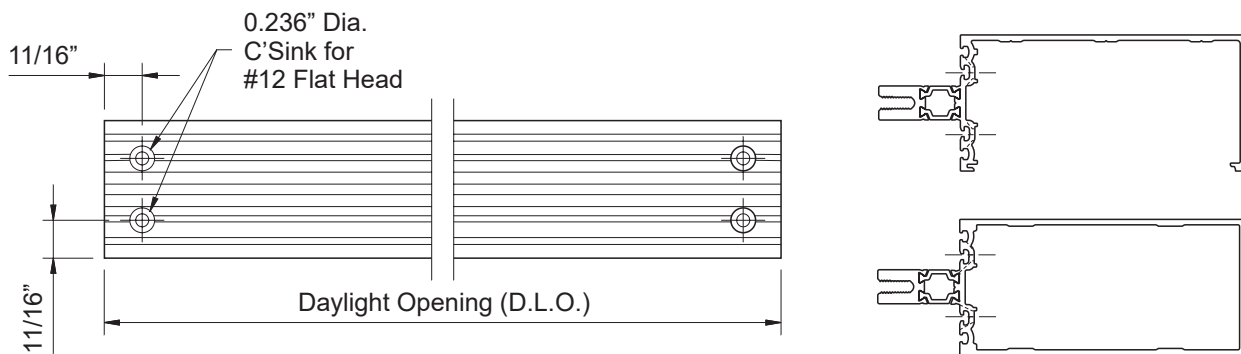 0.236” Dia.
C’Sink for
#12 Flat Head
11/16”
11/16”
Daylight Opening (D.L.O.)